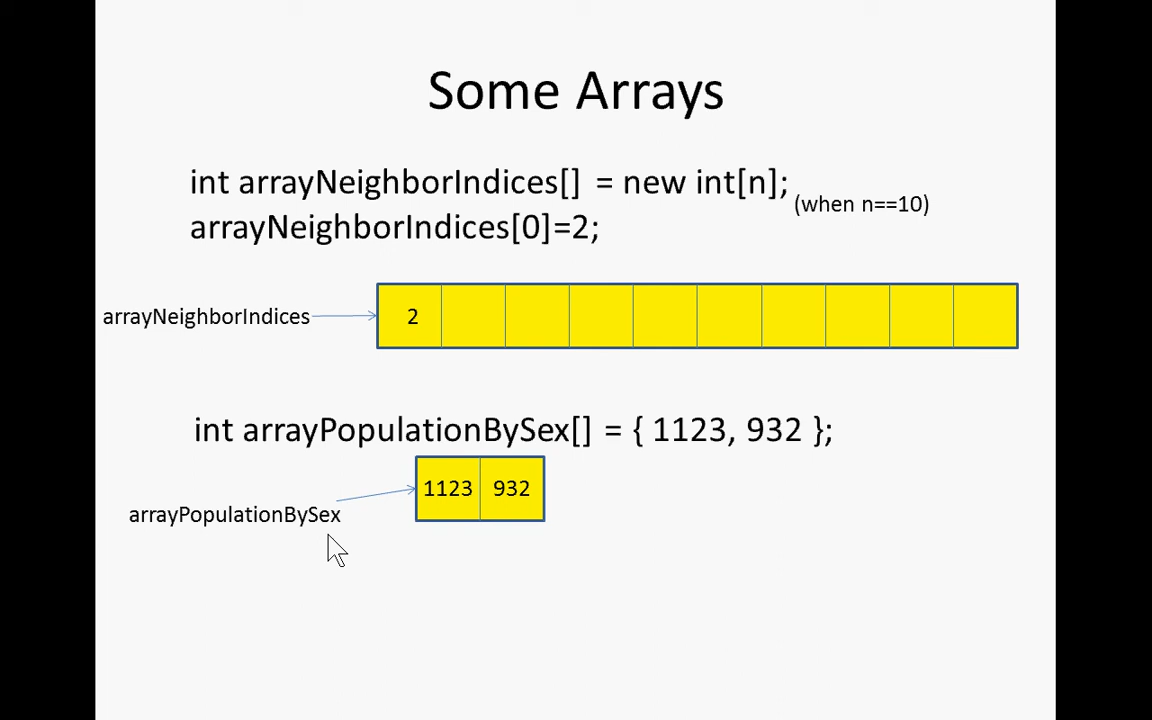 Some Arrays
int arrayNeighborIndices[] = new int[n];
(when n==10)
arrayNeighborIndices[0]=2;
arrayNeighborIndices
2
int arrayPopulationBySex[] = { 1123, 932 };
1123 932
arrayPopulationBySex